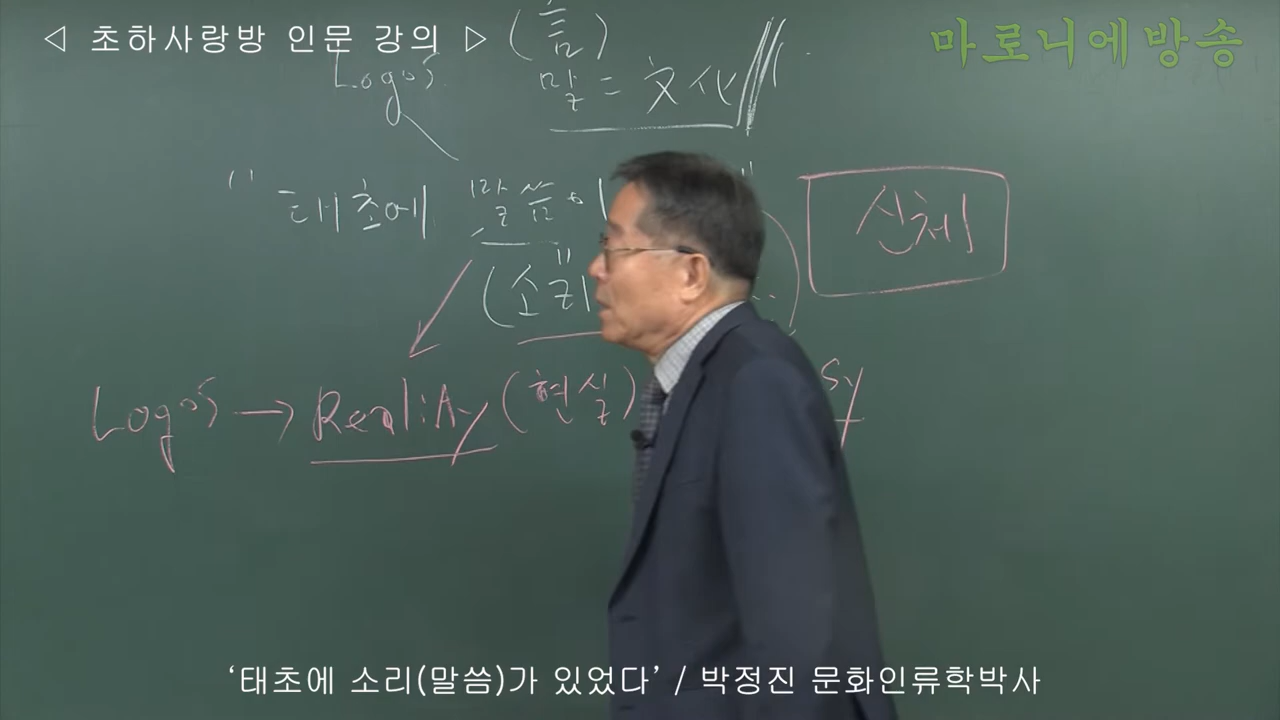 ◁ 초하사랑방 인문 강의 ▷
마로니에방송
(름)
Logos
말 = 文化
" 태초에 말씀이 "
신체
(소리
Logos → Reality (현실)
sy
‘태초에 소리(말씀)가 있었다’ / 박정진 문화인류학박사